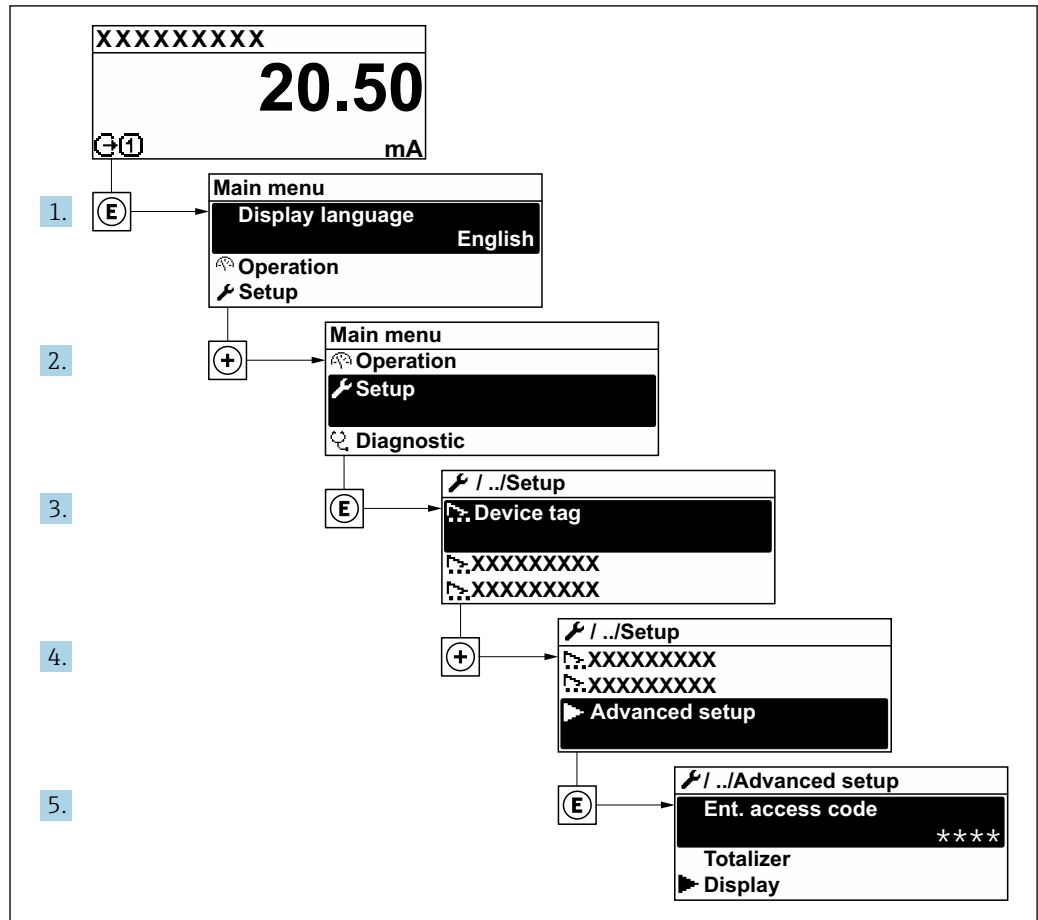 XXXXXXXXX
20.50
1 mA
1. E
Main menu
Display language
English
Operation
Setup
2. +
Main menu
Operation
Setup
Diagnostic
3. E
/ ../Setup
Device tag
XXXXXXXXX
XXXXXXXXX
4. +
/ ../Setup
XXXXXXXXX
XXXXXXXXX
Advanced setup
5. E
/ ../Advanced setup
Ent. access code
****
Totalizer
Display